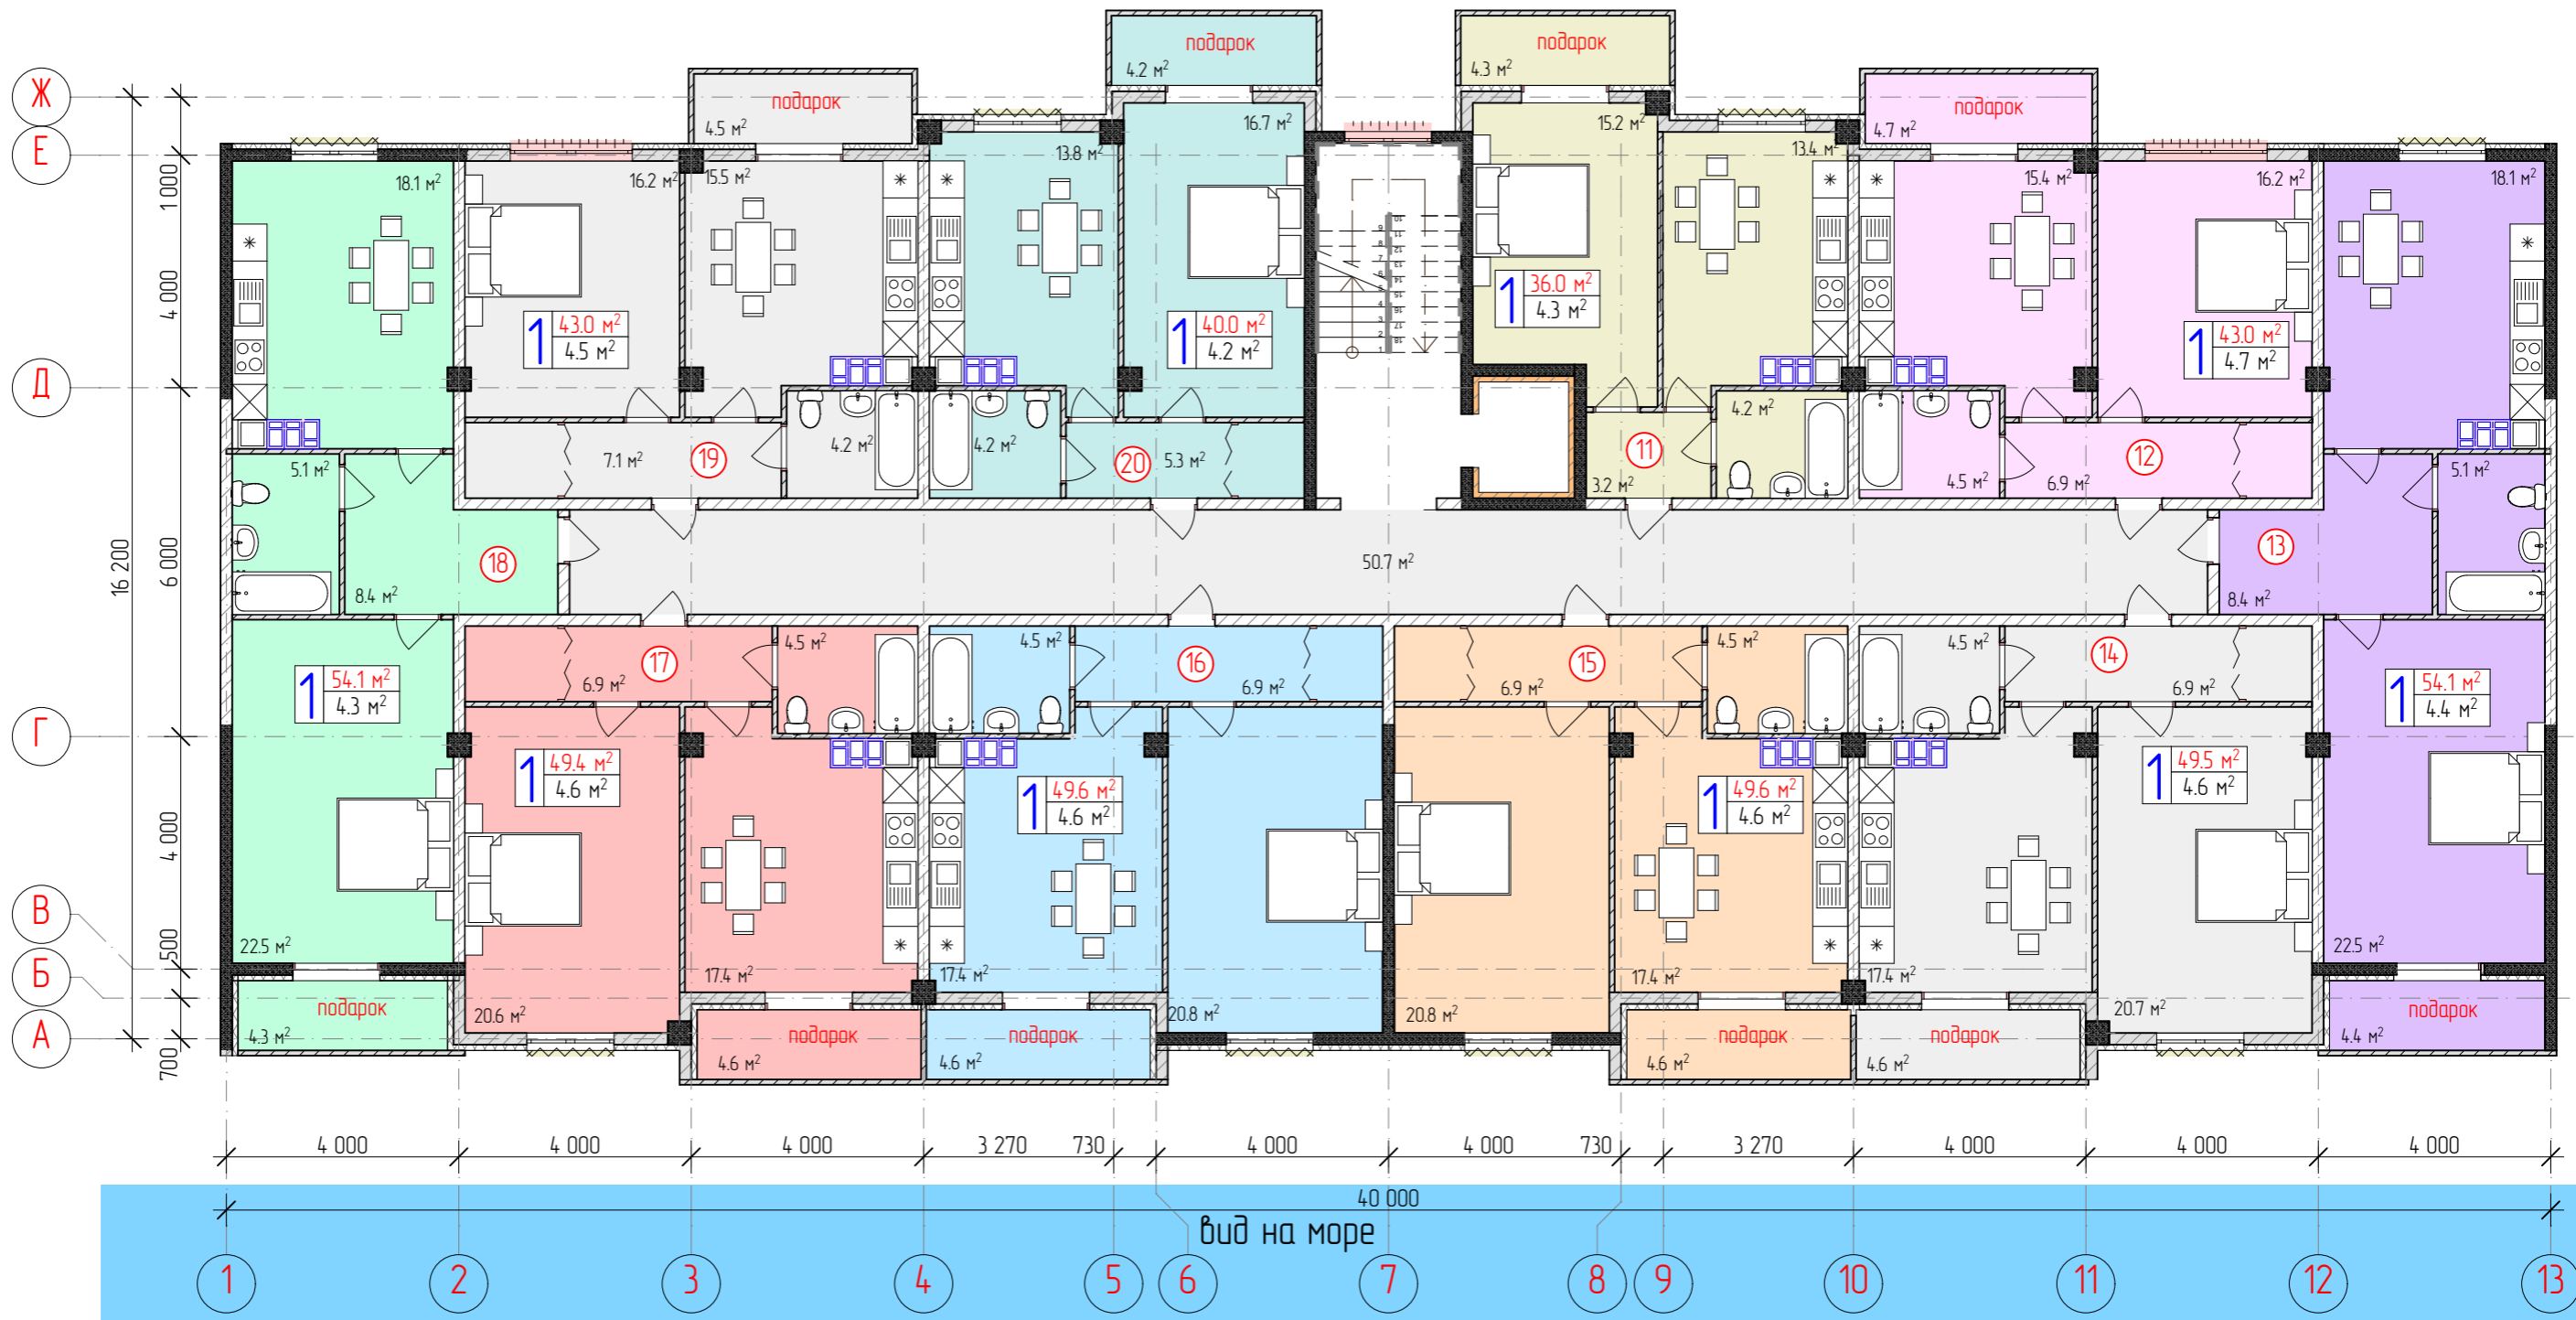 подарок
4.2 м²
подарок
4.3 м²
Ж
Е
Д
Г
В
Б
А
16 200
1 000
4 000
6 000
4 000
500
700
подарок
4.5 м²
подарок
4.7 м²
18.1 м²
16.2 м²
15.5 м²
13.8 м²
16.7 м²
15.2 м²
13.4 м²
15.4 м²
16.2 м²
18.1 м²
1 43.0 м²
4.5 м²
1 40.0 м²
4.2 м²
1 36.0 м²
4.3 м²
1 43.0 м²
4.7 м²
5.1 м²
7.1 м²
19
4.2 м²
4.2 м²
20
5.3 м²
11
3.2 м²
4.2 м²
4.5 м²
12
6.9 м²
5.1 м²
18
8.4 м²
50.7 м²
13
8.4 м²
1 54.1 м²
4.3 м²
17
6.9 м²
4.5 м²
4.5 м²
16
6.9 м²
15
6.9 м²
4.5 м²
4.5 м²
14
6.9 м²
1 54.1 м²
4.4 м²
1 49.4 м²
4.6 м²
1 49.6 м²
4.6 м²
1 49.6 м²
4.6 м²
1 49.5 м²
4.6 м²
22.5 м²
20.6 м²
17.4 м²
17.4 м²
20.8 м²
20.8 м²
17.4 м²
17.4 м²
20.7 м²
22.5 м²
подарок
4.3 м²
подарок
4.6 м²
подарок
4.6 м²
подарок
4.6 м²
подарок
4.6 м²
подарок
4.4 м²
4 000
4 000
4 000
3 270
730
4 000
4 000
730
3 270
4 000
4 000
4 000
40 000
вид на море
1
2
3
4
5
6
7
8
9
10
11
12
13